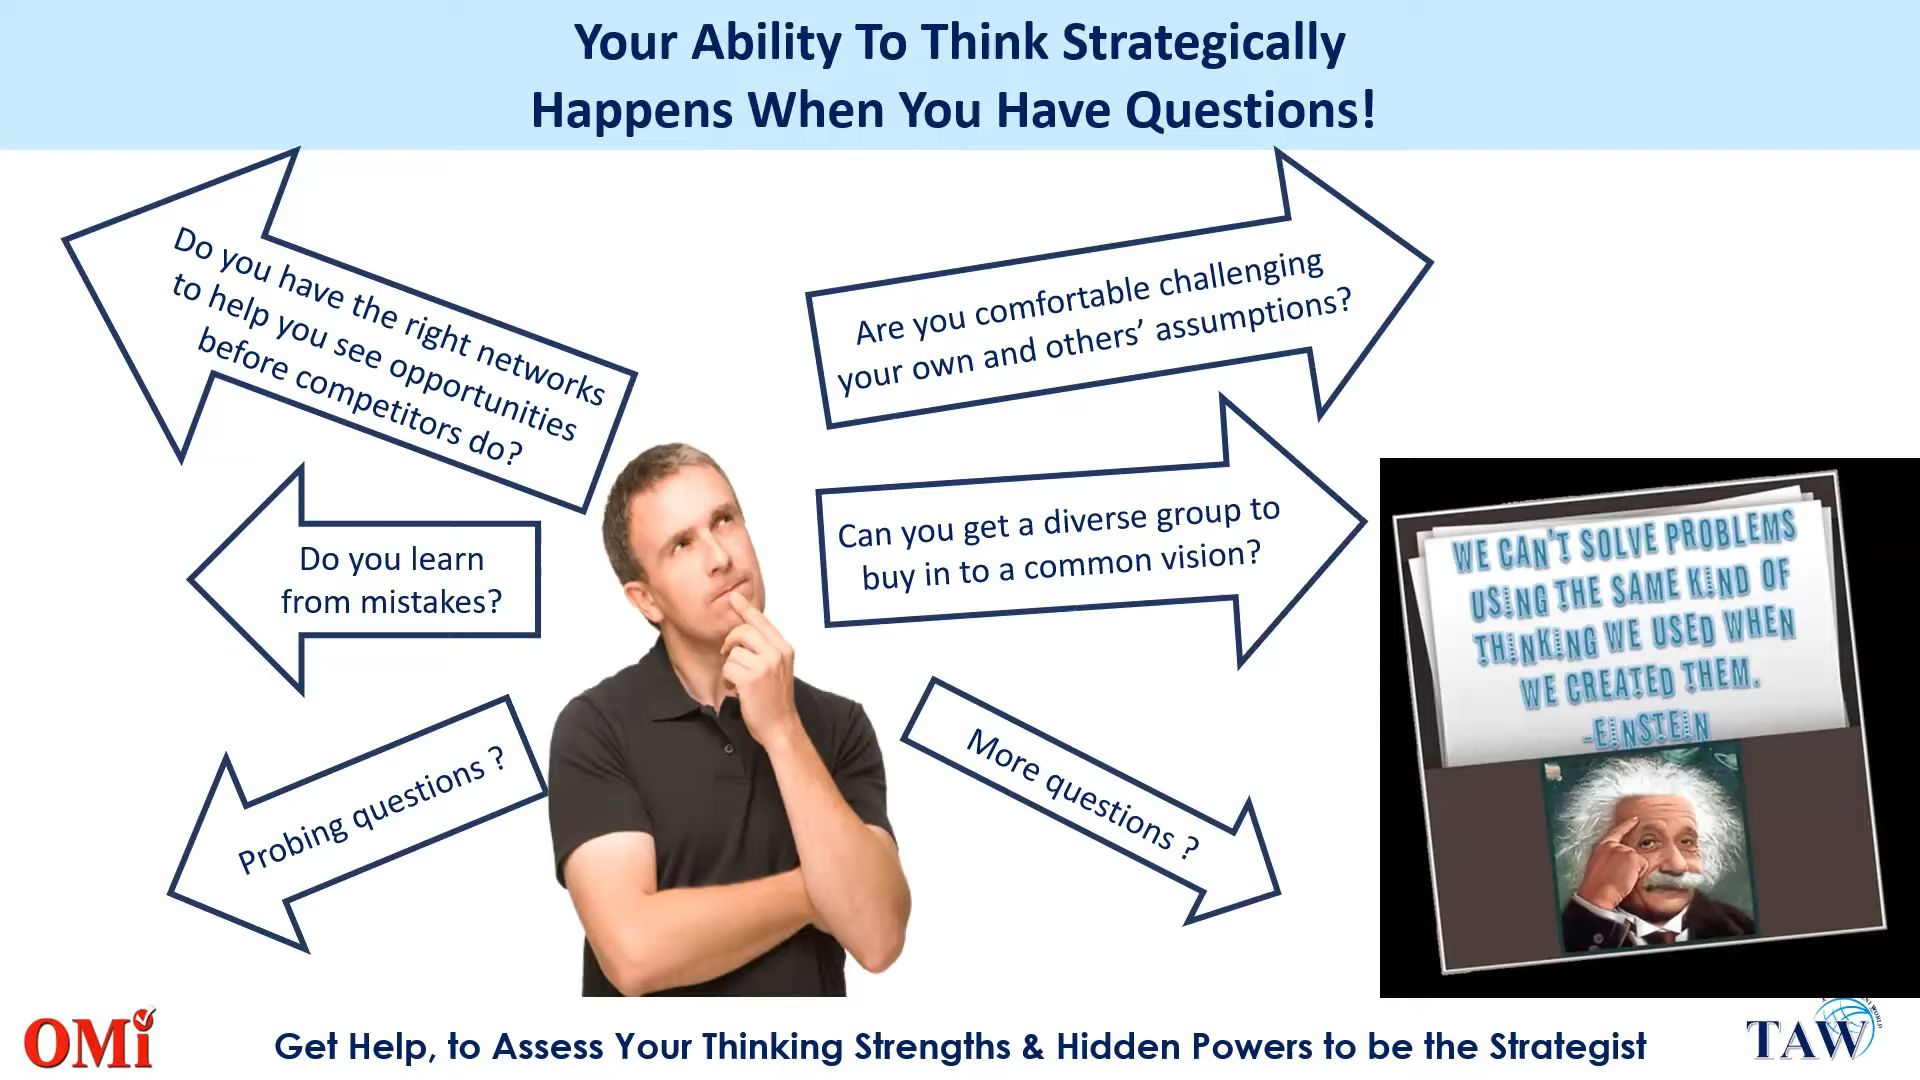 Your Ability To Think Strategically
Happens When You Have Questions!
Do you have the right networks
to help you see opportunities
before competitors do?
Are you comfortable challenging
your own and others’ assumptions?
Do you learn
from mistakes?
Can you get a diverse group to
buy in to a common vision?
Probing questions ?
More questions ?
WE CAN'T SOLVE PROBLEMS
USING THE SAME KIND OF
THINKING WE USED WHEN
WE CREATED THEM.
-EINSTEIN
OMi
Get Help, to Assess Your Thinking Strengths & Hidden Powers to be the Strategist
TAW